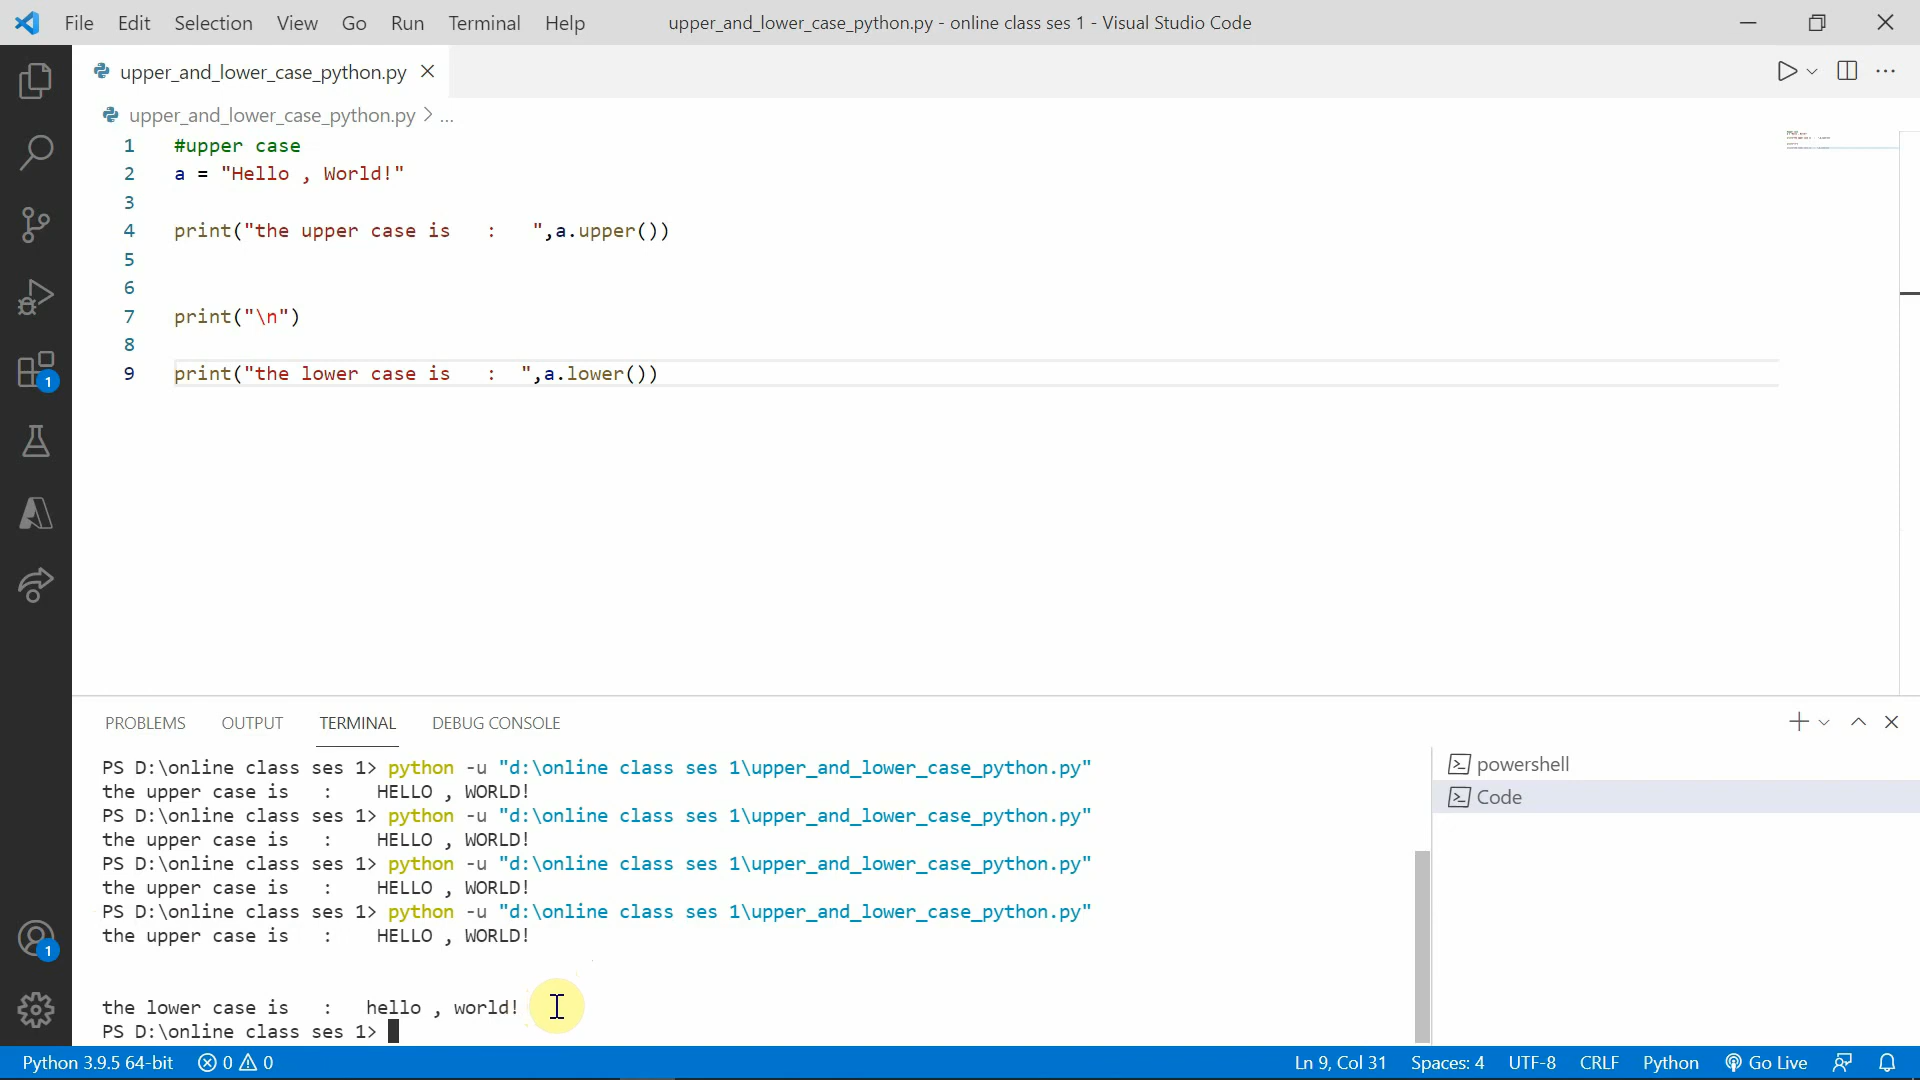 File Edit Selection View Go Run Terminal Help upper_and_lower_case_python.py - online class ses 1 - Visual Studio Code
upper_and_lower_case_python.py
upper_and_lower_case_python.py > ...
1 #upper case
2 a = "Hello , World!"
3
4 print("the upper case is   :   ",a.upper())
5
6
7 print("\n")
8
9 print("the lower case is   :  ",a.lower())
1
PROBLEMS OUTPUT TERMINAL DEBUG CONSOLE
PS D:\online class ses 1> python -u "d:\online class ses 1\upper_and_lower_case_python.py"
the upper case is   :    HELLO , WORLD!
PS D:\online class ses 1> python -u "d:\online class ses 1\upper_and_lower_case_python.py"
the upper case is   :    HELLO , WORLD!
PS D:\online class ses 1> python -u "d:\online class ses 1\upper_and_lower_case_python.py"
the upper case is   :    HELLO , WORLD!
PS D:\online class ses 1> python -u "d:\online class ses 1\upper_and_lower_case_python.py"
the upper case is   :    HELLO , WORLD!
the lower case is   :   hello , world!
PS D:\online class ses 1>
powershell
Code
1
Python 3.9.5 64-bit 0 0 Ln 9, Col 31 Spaces: 4 UTF-8 CRLF Python Go Live